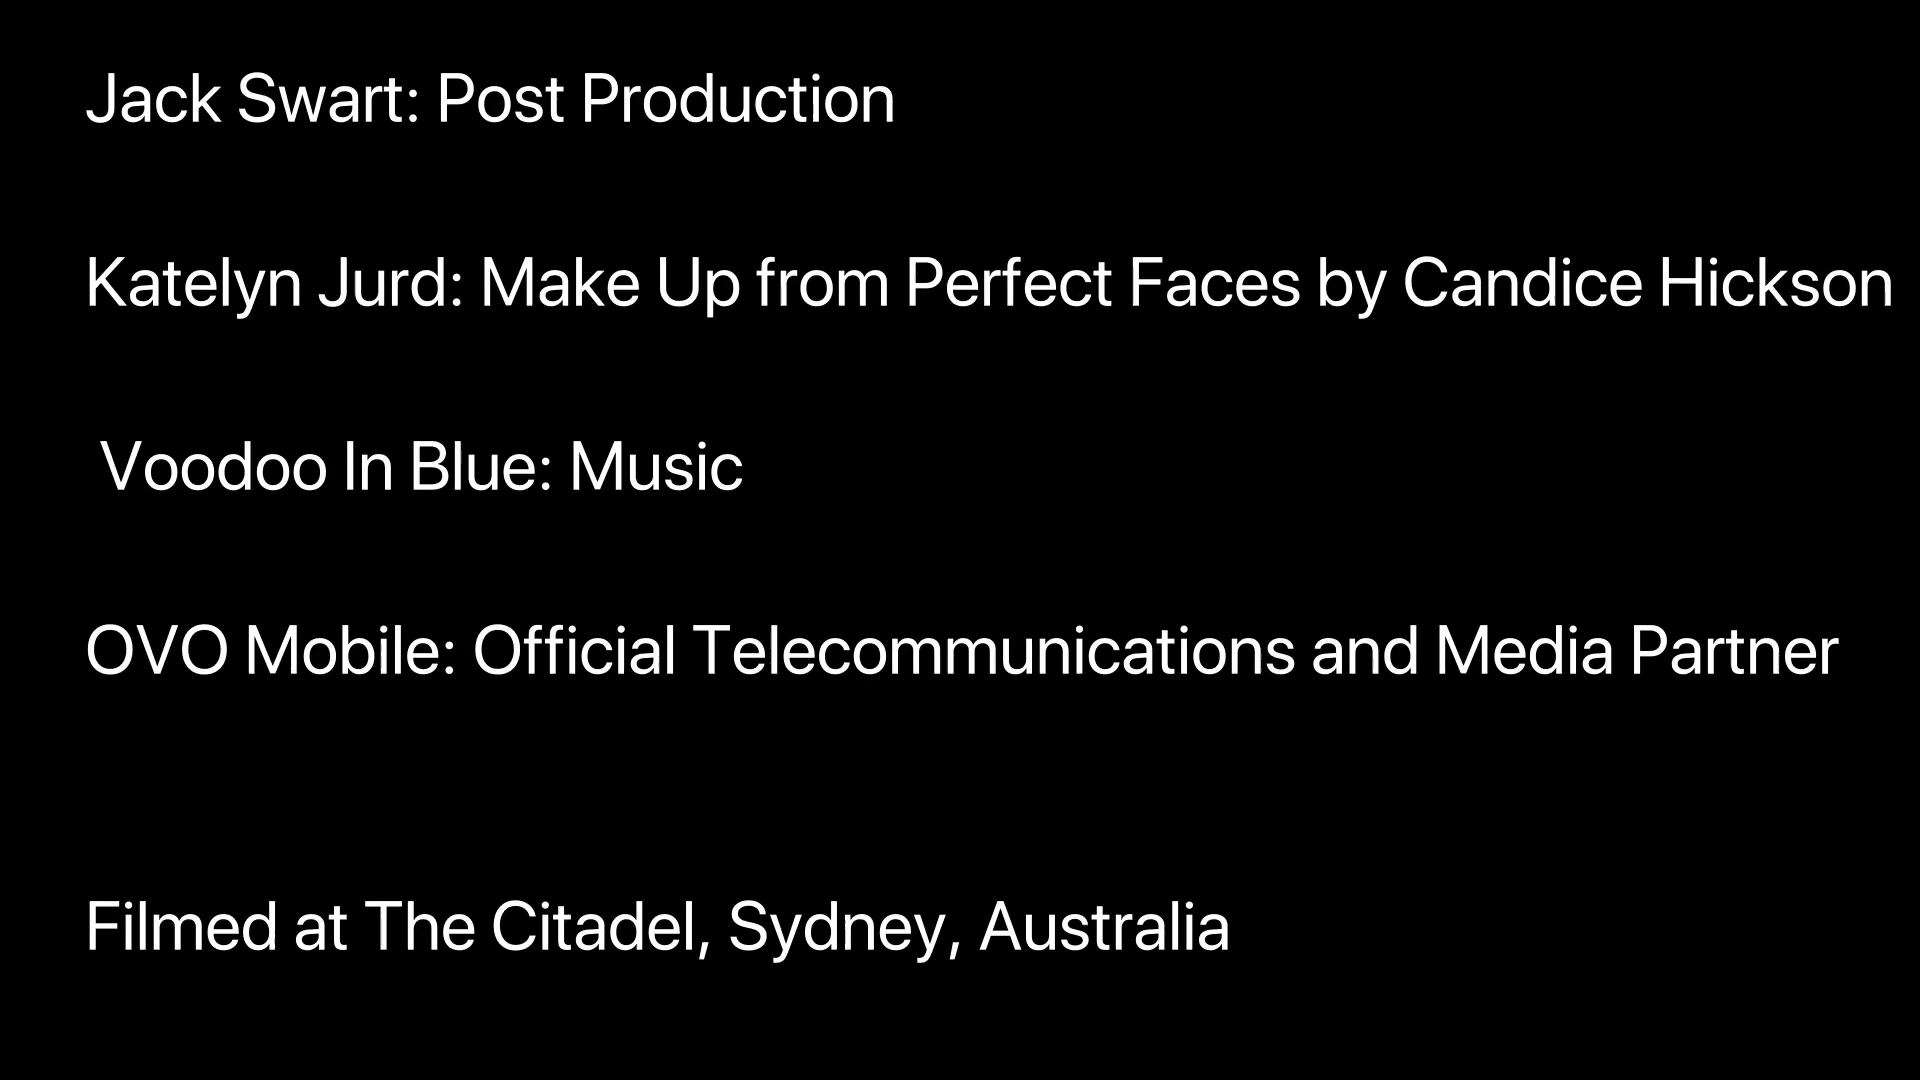 Jack Swart: Post Production
Katelyn Jurd: Make Up from Perfect Faces by Candice Hickson
Voodoo In Blue: Music
OVO Mobile: Official Telecommunications and Media Partner
Filmed at The Citadel, Sydney, Australia